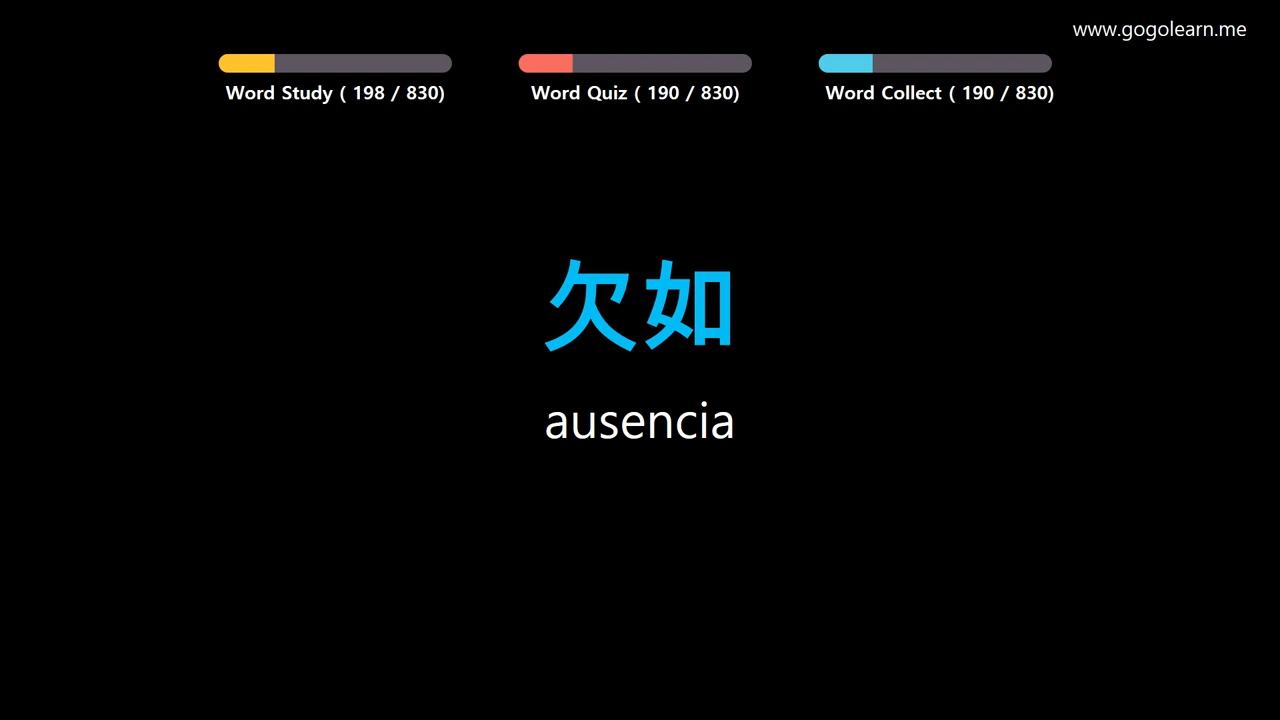 www.gogolearn.me
Word Study ( 198 / 830)
Word Quiz ( 190 / 830)
Word Collect ( 190 / 830)
欠如
ausencia